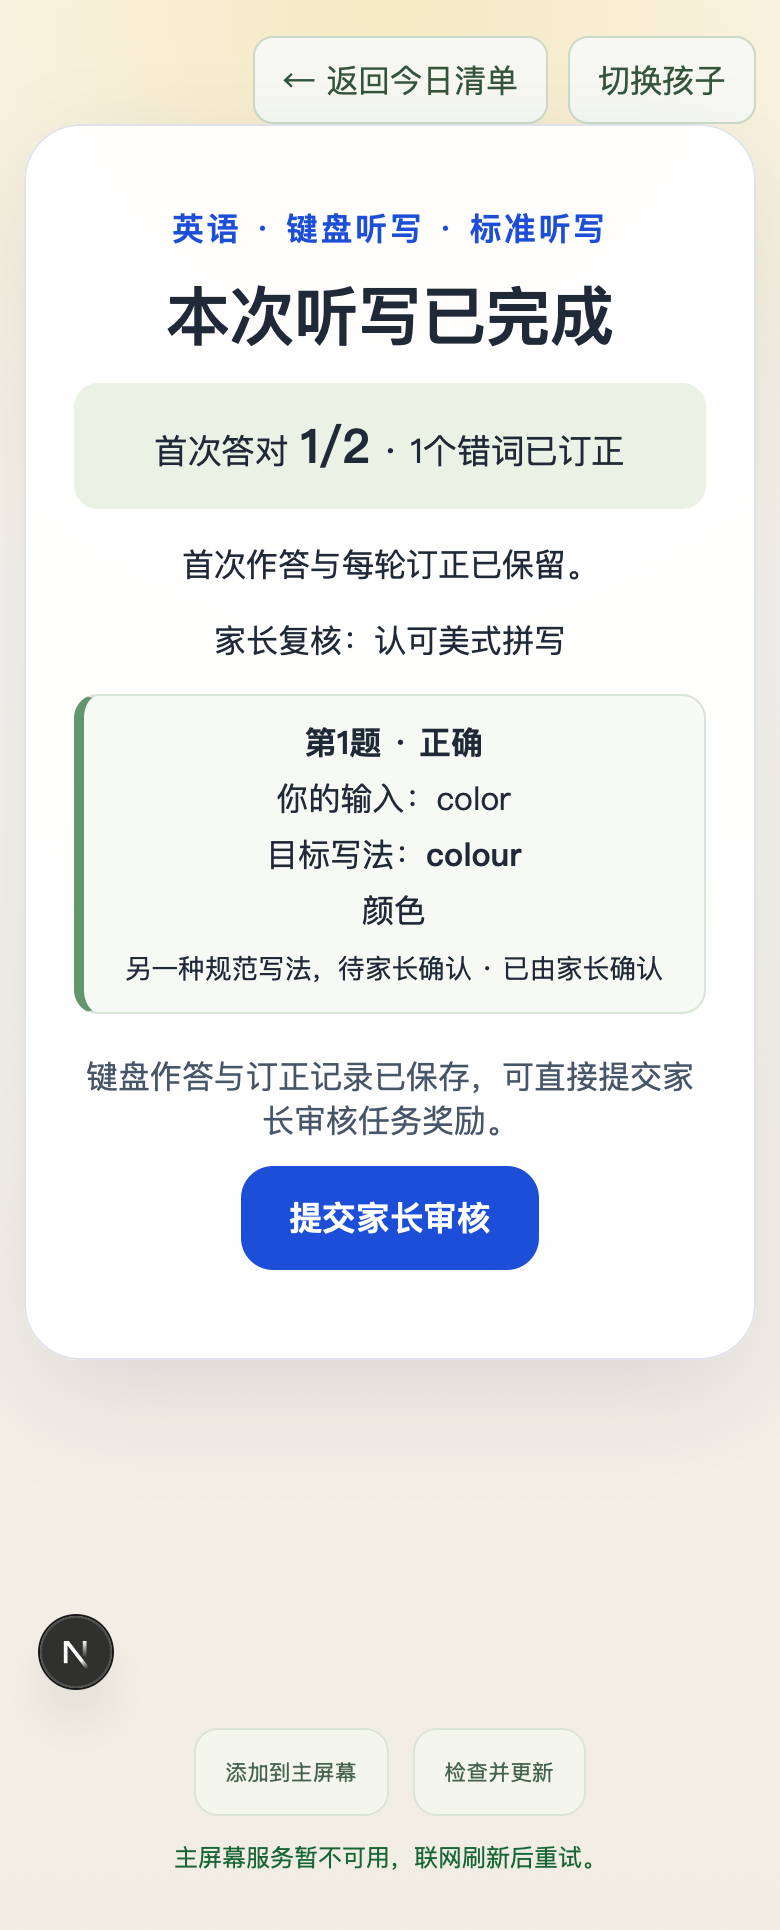 ← 返回今日清单
切换孩子
英语 · 键盘听写 · 标准听写
本次听写已完成
首次答对 1/2 · 1个错词已订正
首次作答与每轮订正已保留。
家长复核：认可美式拼写
第1题 · 正确
你的输入：color
目标写法：colour
颜色
另一种规范写法，待家长确认 · 已由家长确认
键盘作答与订正记录已保存，可直接提交家
长审核任务奖励。
提交家长审核
N
添加到主屏幕
检查并更新
主屏幕服务暂不可用，联网刷新后重试。